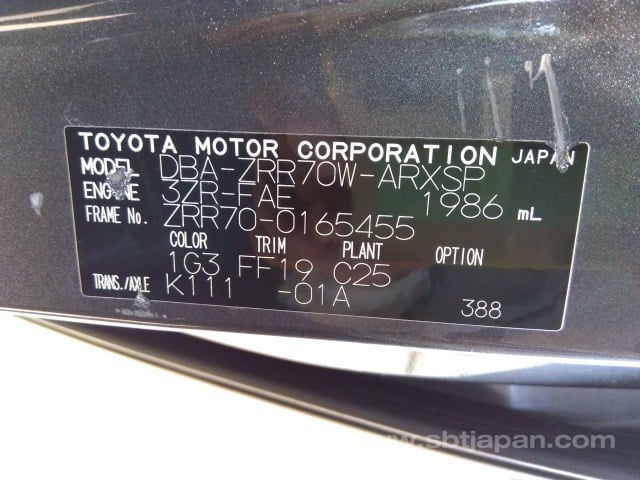 TOYOTA MOTOR CORPORATION JAPAN
MODEL DBA-ZRR70W-ARXSP
ENGINE 3ZR-FAE 1986 mL
FRAME No. ZRR70-0165455
COLOR TRIM PLANT OPTION
1G3 FF19 C25
TRANS./AXLE K111 -01A 388
www.sbtjapan.com